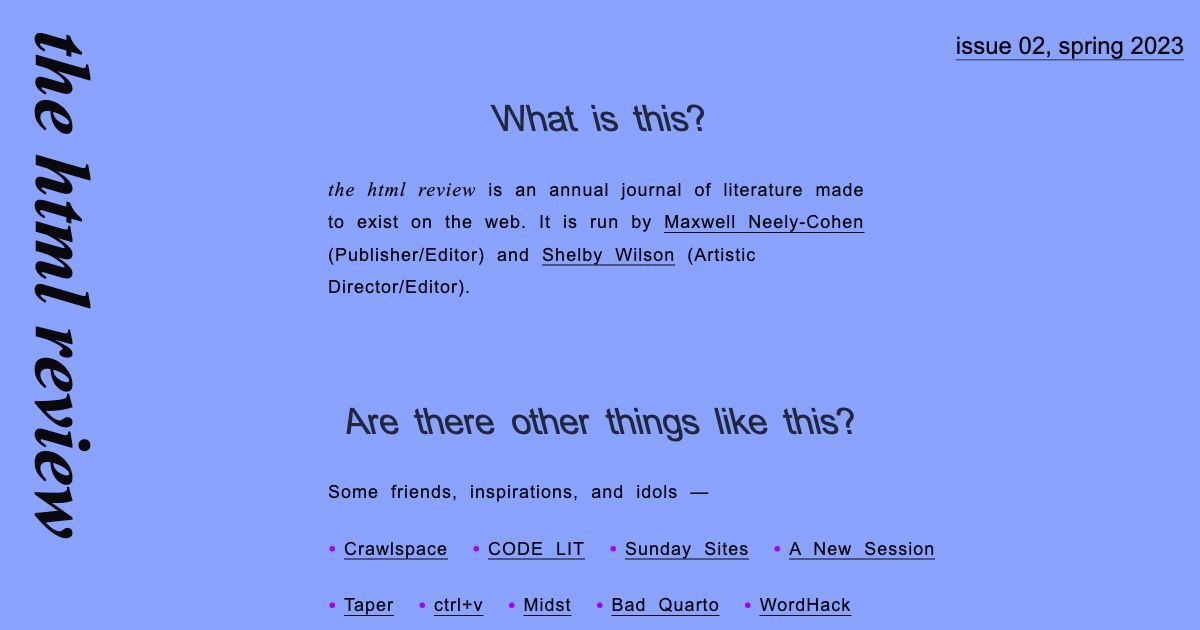 the html review
issue 02, spring 2023
What is this?
the html review is an annual journal of literature made
to exist on the web. It is run by Maxwell Neely-Cohen
(Publisher/Editor) and Shelby Wilson (Artistic
Director/Editor).
Are there other things like this?
Some friends, inspirations, and idols —
• Crawlspace • CODE LIT • Sunday Sites • A New Session
• Taper • ctrl+v • Midst • Bad Quarto • WordHack